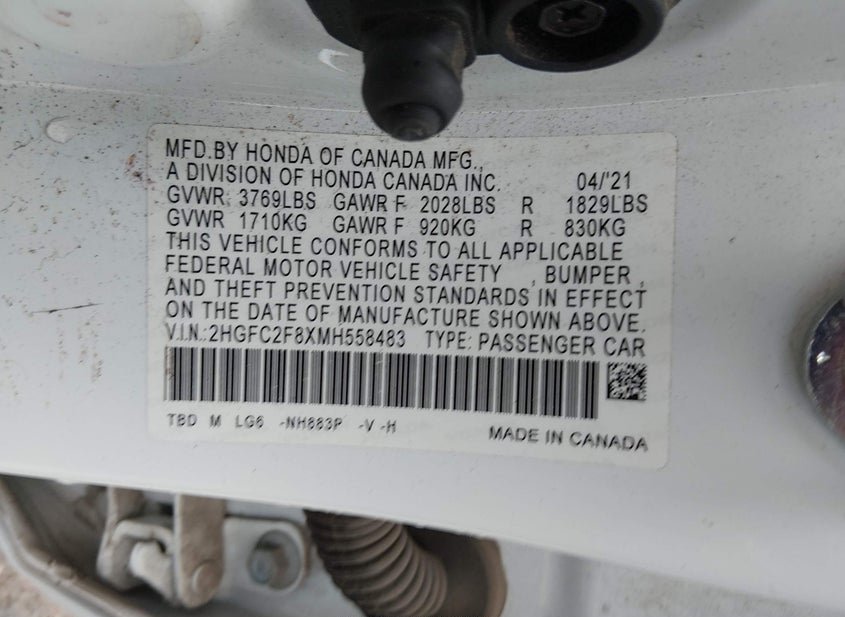 MFD.BY HONDA OF CANADA MFG.,
A DIVISION OF HONDA CANADA INC. 04/'21
GVWR 3769LBS GAWR F 2028LBS R 1829LBS
GVWR 1710KG GAWR F 920KG R 830KG
THIS VEHICLE CONFORMS TO ALL APPLICABLE
FEDERAL MOTOR VEHICLE SAFETY , BUMPER ,
AND THEFT PREVENTION STANDARDS IN EFFECT
ON THE DATE OF MANUFACTURE SHOWN ABOVE.
V.I.N.:2HGFC2F8XMH558483 TYPE: PASSENGER CAR
TBD M LG6 -NH883P -V -H MADE IN CANADA